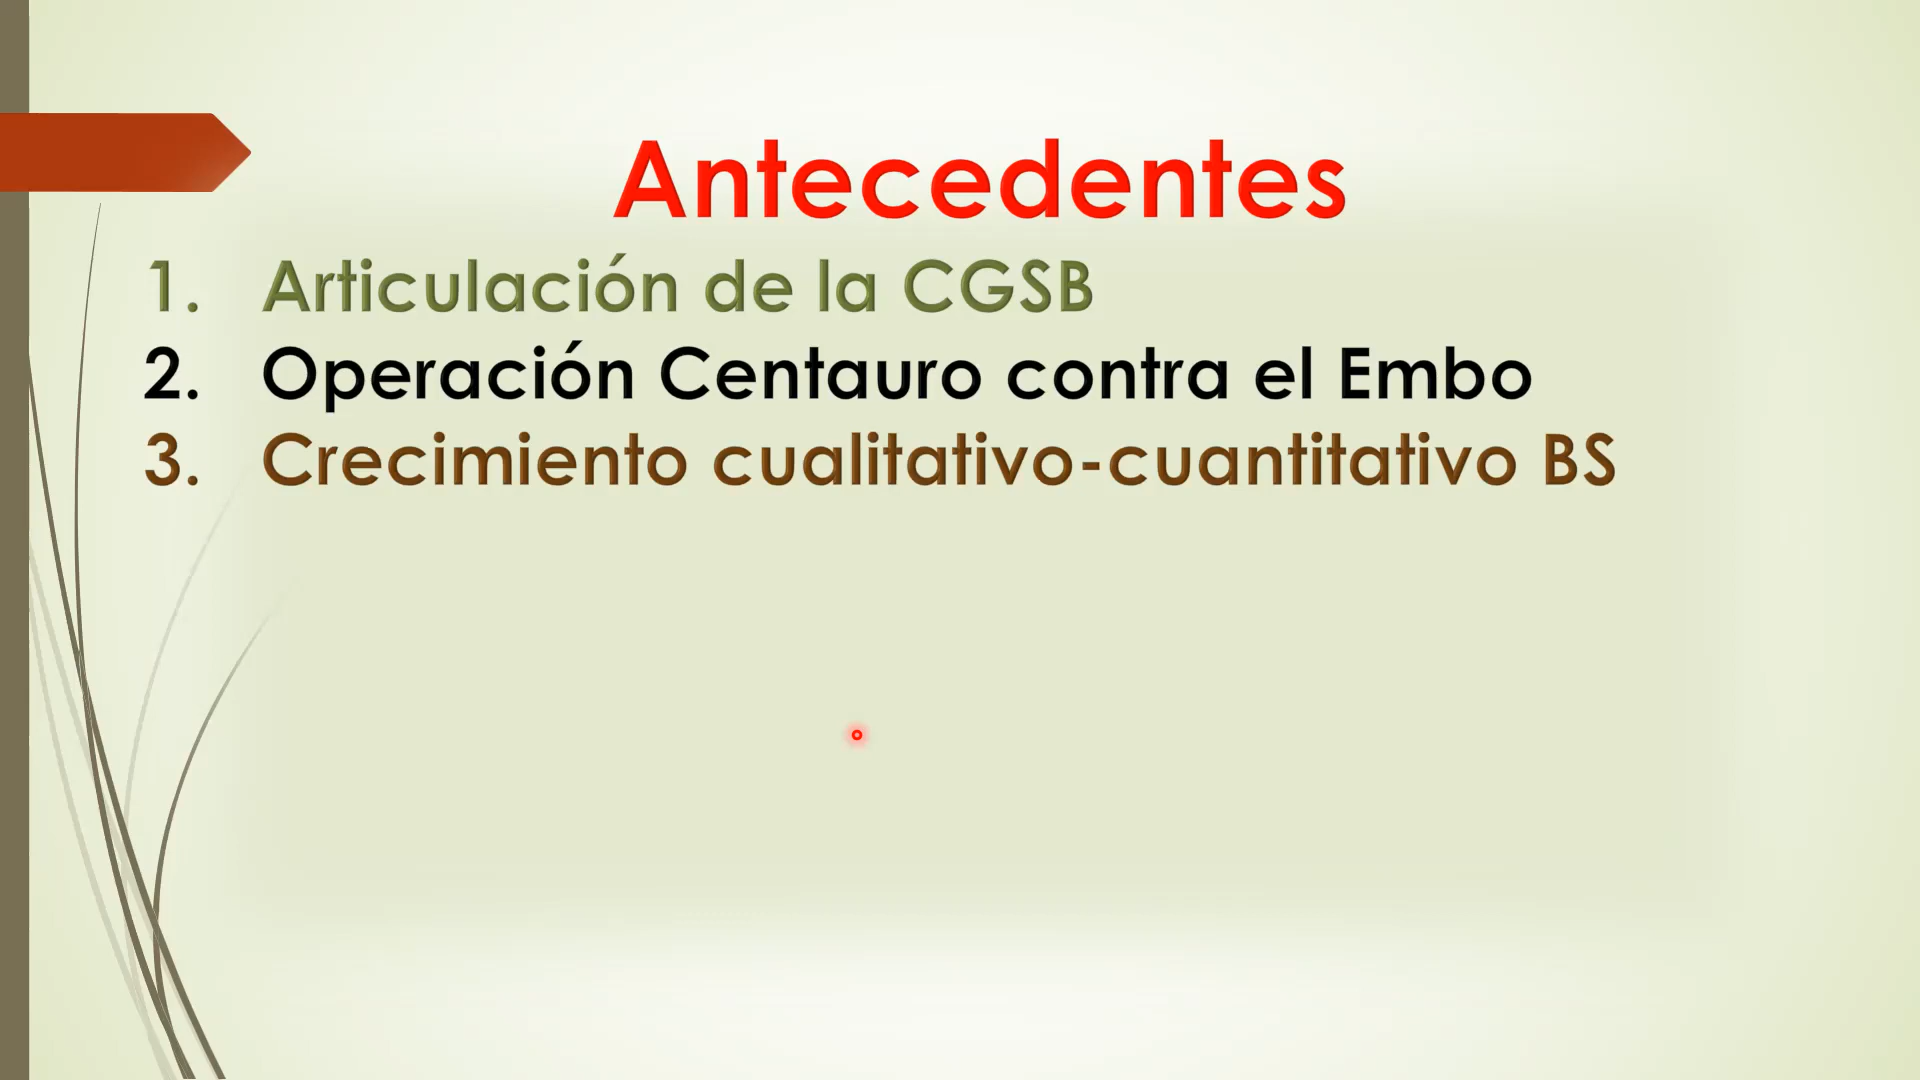 Antecedentes
1. Articulación de la CGSB
2. Operación Centauro contra el Embo
3. Crecimiento cualitativo-cuantitativo BS